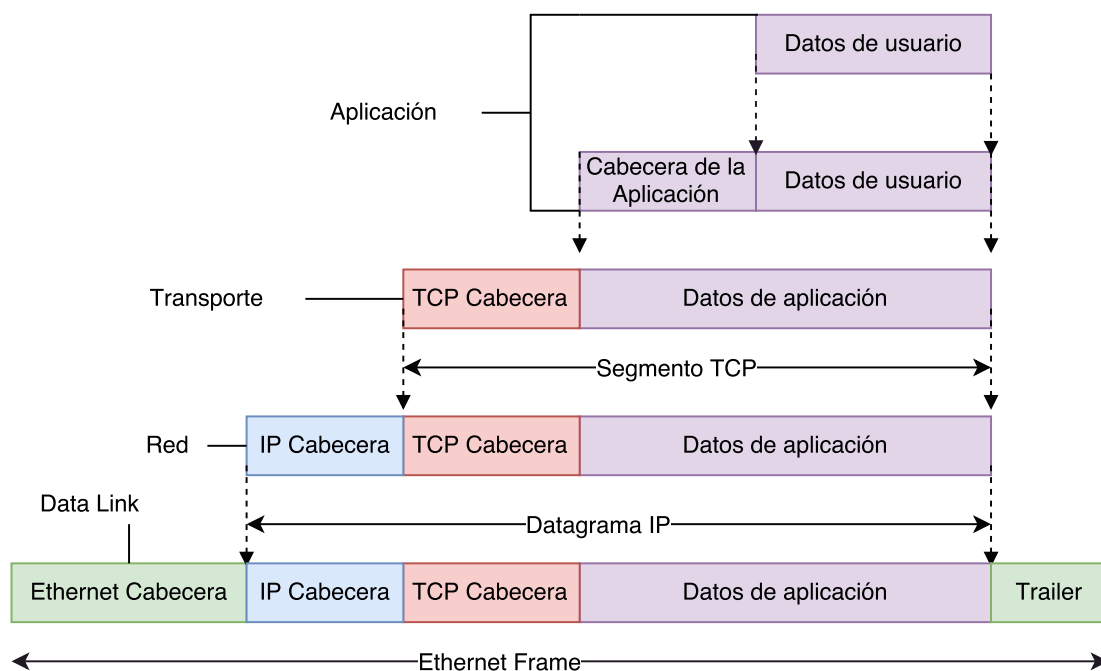 Datos de usuario
Aplicación
Cabecera de la
Aplicación
Datos de usuario
Transporte
TCP Cabecera
Datos de aplicación
Segmento TCP
Red
IP Cabecera
TCP Cabecera
Datos de aplicación
Data Link
Datagrama IP
Ethernet Cabecera
IP Cabecera
TCP Cabecera
Datos de aplicación
Trailer
Ethernet Frame